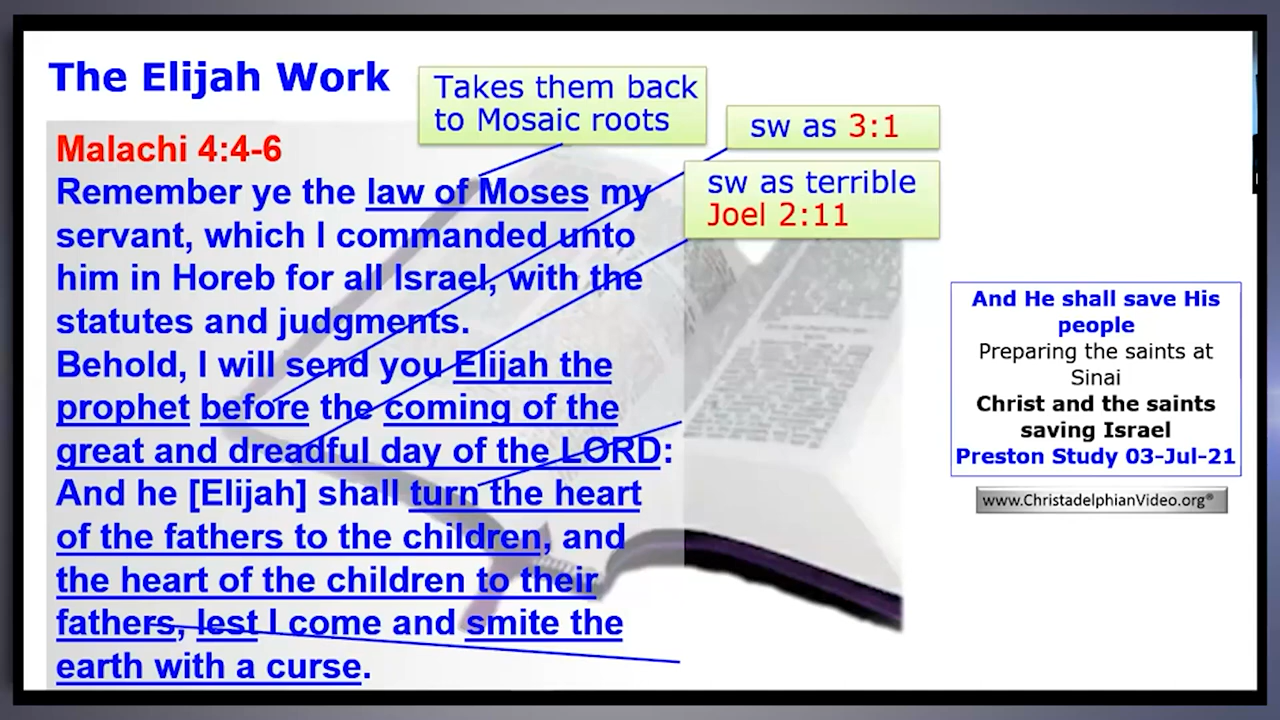 The Elijah Work
Takes them back
to Mosaic roots
sw as 3:1
sw as terrible
Joel 2:11
Malachi 4:4-6
Remember ye the law of Moses my
servant, which I commanded unto
him in Horeb for all Israel, with the
statutes and judgments.
Behold, I will send you Elijah the
prophet before the coming of the
great and dreadful day of the LORD:
And he [Elijah] shall turn the heart
of the fathers to the children, and
the heart of the children to their
fathers, lest I come and smite the
earth with a curse.
And He shall save His
people
Preparing the saints at
Sinai
Christ and the saints
saving Israel
Preston Study 03-Jul-21
www.ChristadelphianVideo.org®